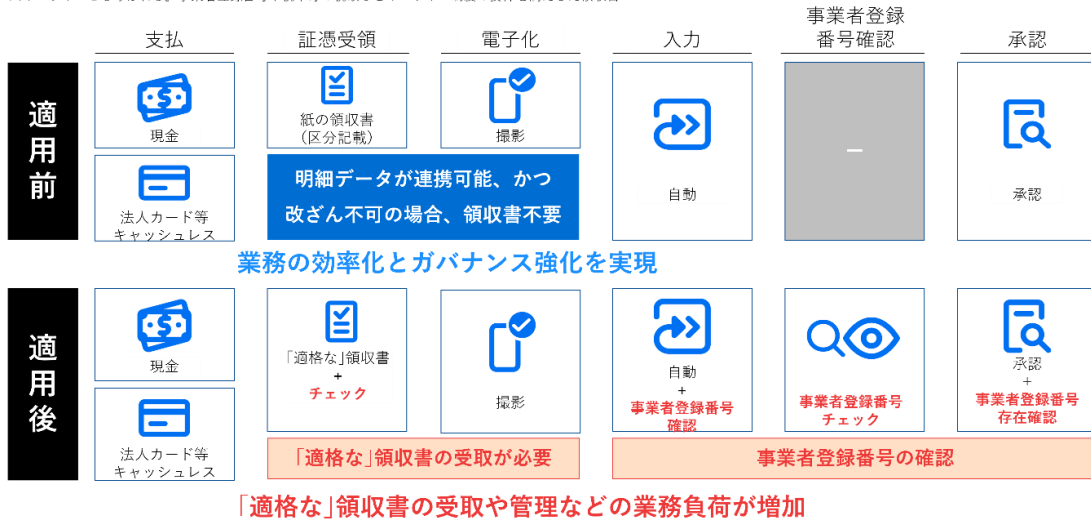 支払
証憑受領
電子化
入力
事業者登録
番号確認
承認
適用前
現金
紙の領収書
（区分記載）
撮影
自動
－
承認
法人カード等
キャッシュレス
明細データが連携可能、かつ
改ざん不可の場合、領収書不要
業務の効率化とガバナンス強化を実現
適用後
現金
「適格な」領収書
+
チェック
撮影
自動
+
事業者登録番号
確認
事業者登録番号
チェック
承認
+
事業者登録番号
存在確認
法人カード等
キャッシュレス
「適格な」領収書の受取が必要
事業者登録番号の確認
「適格な」領収書の受取や管理などの業務負荷が増加